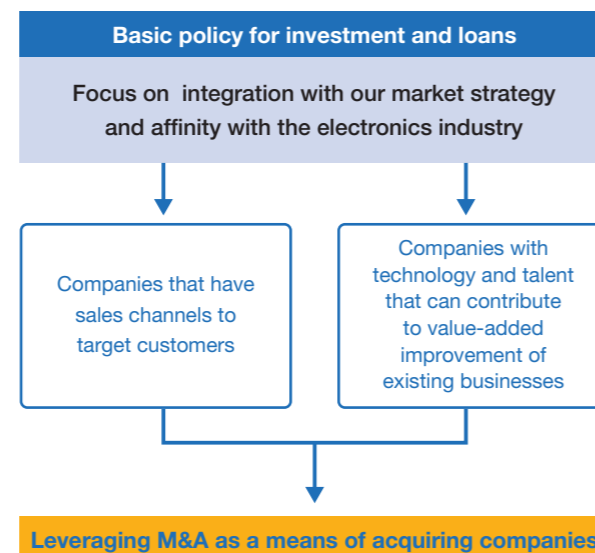 Basic policy for investment and loans
Focus on integration with our market strategy
and affinity with the electronics industry
Companies that have
sales channels to
target customers
Companies with
technology and talent
that can contribute
to value-added
improvement of
existing businesses
Leveraging M&A as a means of acquiring companies